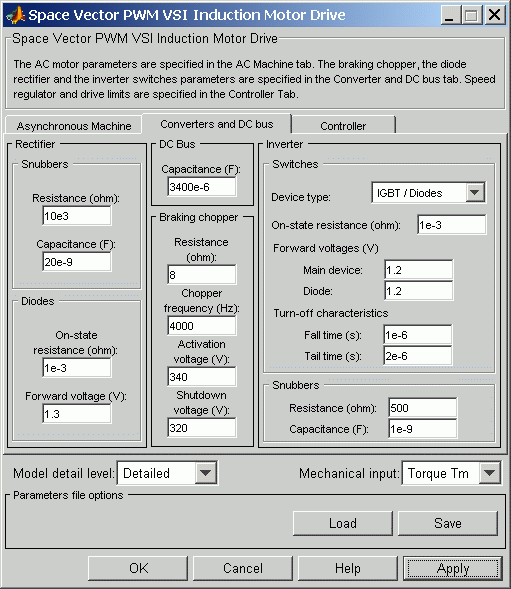 Space Vector PWM VSI Induction Motor Drive
Space Vector PWM VSI Induction Motor Drive
The AC motor parameters are specified in the AC Machine tab. The braking chopper, the diode
rectifier and the inverter switches parameters are specified in the Converter and DC bus tab. Speed
regulator and drive limits are specified in the Controller Tab.
Asynchronous Machine
Converters and DC bus
Controller
Rectifier
Snubbers
Resistance (ohm):
10e3
Capacitance (F):
20e-9
Diodes
On-state
resistance (ohm):
1e-3
Forward voltage (V):
1.3
DC Bus
Capacitance (F):
3400e-6
Braking chopper
Resistance
(ohm):
8
Chopper
frequency (Hz):
4000
Activation
voltage (V):
340
Shutdown
voltage (V):
320
Inverter
Switches
Device type:
IGBT / Diodes
On-state resistance (ohm):
1e-3
Forward voltages (V)
Main device:
1.2
Diode:
1.2
Turn-off characteristics
Fall time (s):
1e-6
Tail time (s):
2e-6
Snubbers
Resistance (ohm):
500
Capacitance (F):
1e-9
Model detail level:
Detailed
Mechanical input:
Torque Tm
Parameters file options
Load
Save
OK
Cancel
Help
Apply